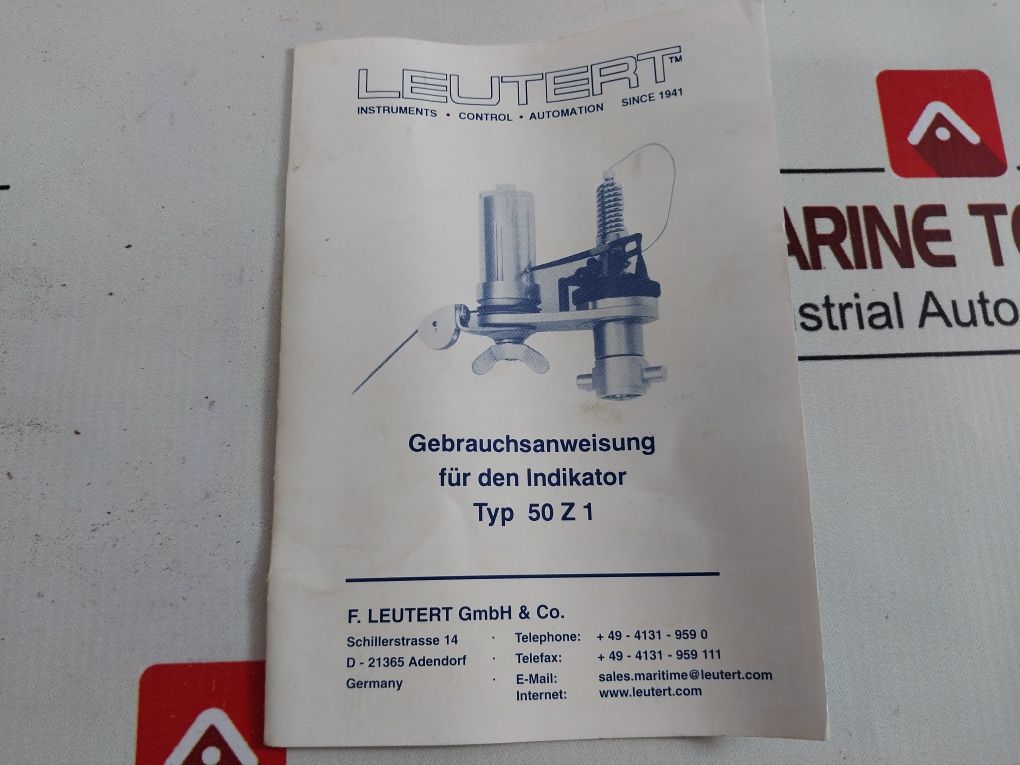 LEUTERT™
INSTRUMENTS • CONTROL • AUTOMATION SINCE 1941
ARINE TO
strial Auto
Gebrauchsanweisung
für den Indikator
Typ 50 Z 1
F. LEUTERT GmbH & Co.
Schillerstrasse 14 · Telephone: + 49 - 4131 - 959 0
D - 21365 Adendorf · Telefax: + 49 - 4131 - 959 111
Germany · E-Mail: sales.maritime@leutert.com
Internet: www.leutert.com